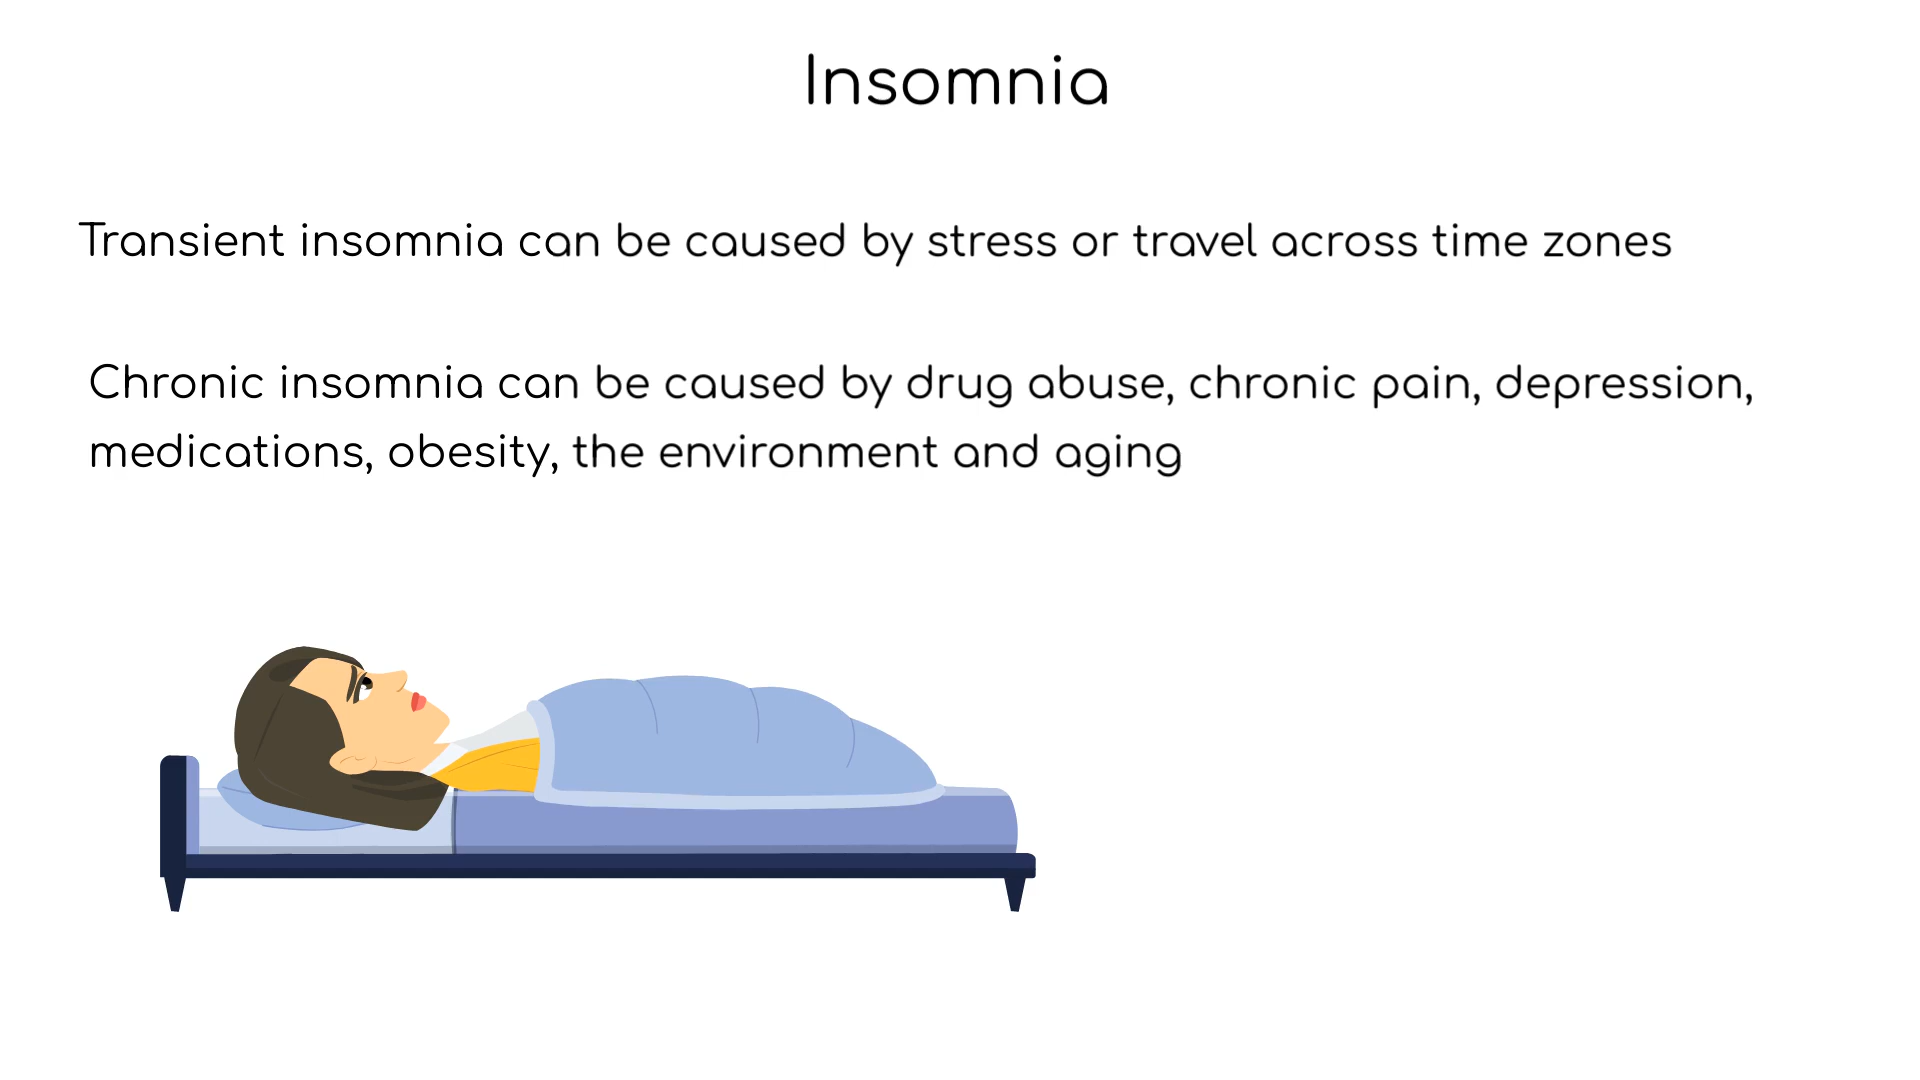 Insomnia
Transient insomnia can be caused by stress or travel across time zones
Chronic insomnia can be caused by drug abuse, chronic pain, depression,
medications, obesity, the environment and aging